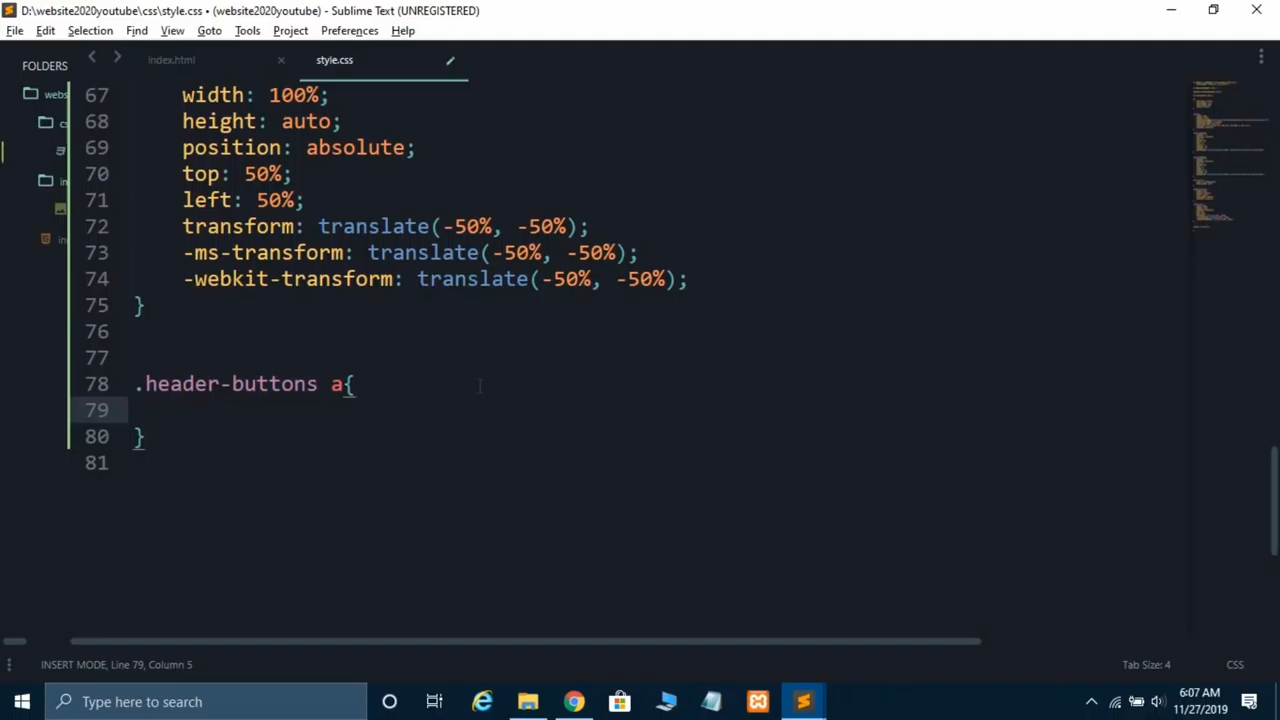 D:\website2020youtube\css\style.css • (website2020youtube) - Sublime Text (UNREGISTERED)
File Edit Selection Find View Goto Tools Project Preferences Help
FOLDERS
index.html
style.css
webs
67 width: 100%;
68 height: auto;
69 position: absolute;
70 top: 50%;
71 left: 50%;
72 transform: translate(-50%, -50%);
73 -ms-transform: translate(-50%, -50%);
74 -webkit-transform: translate(-50%, -50%);
75 }
76
77
78 .header-buttons a{
79
80 }
81
INSERT MODE, Line 79, Column 5
Tab Size: 4
CSS
Type here to search
6:07 AM
11/27/2019